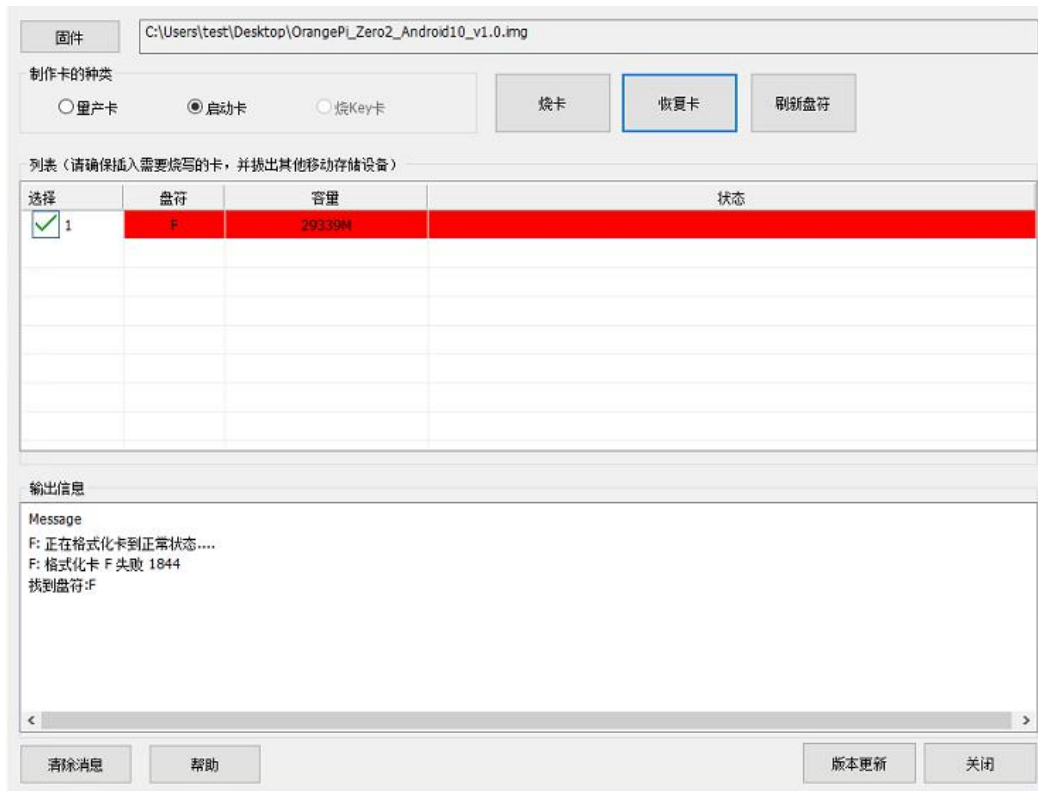 固件 C:\Users\test\Desktop\OrangePi_Zero2_Android10_v1.0.img
制作卡的种类
量产卡 启动卡 烧Key卡 烧卡 恢复卡 刷新盘符
列表（请确保插入需要烧写的卡，并拔出其他移动存储设备）
选择 盘符 容量 状态
1 F 29339M
输出信息
Message
F: 正在格式化卡到正常状态....
F: 格式化卡 F 失败 1844
找到盘符:F
清除消息 帮助 版本更新 关闭